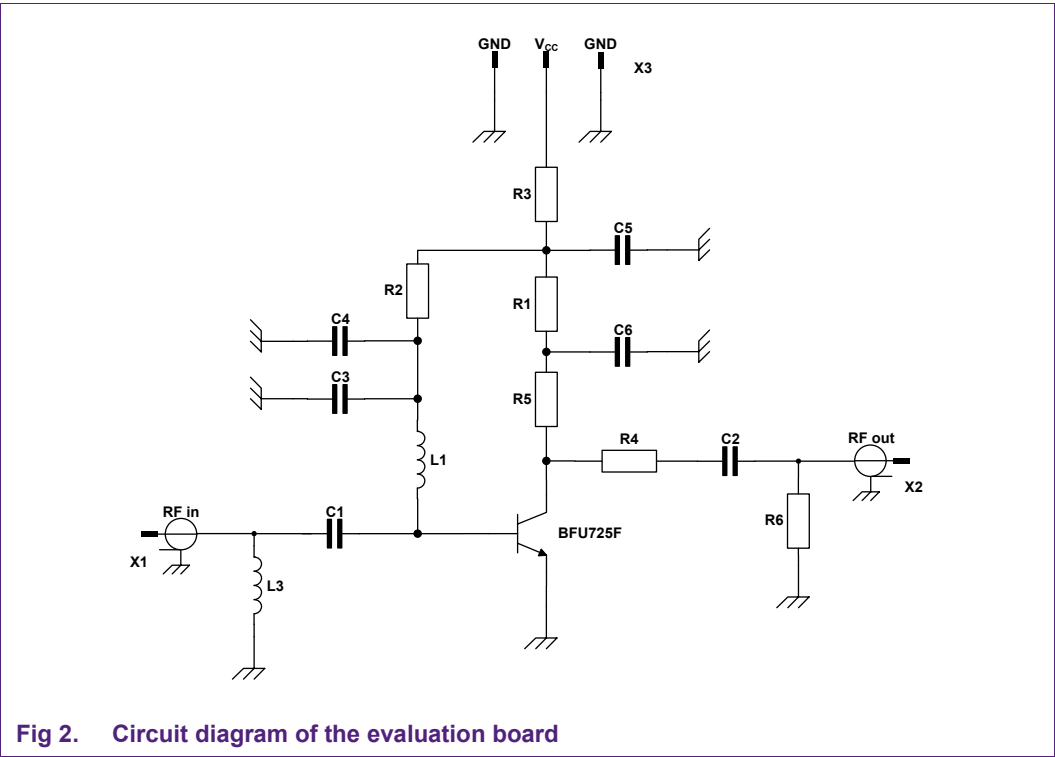 GND VCC GND
X3
R3
C5
R2
R1
C4
C6
C3
R5
L1
R4
C2
RF out
X2
R6
RF in
C1
BFU725F
X1
L3
Fig 2. Circuit diagram of the evaluation board